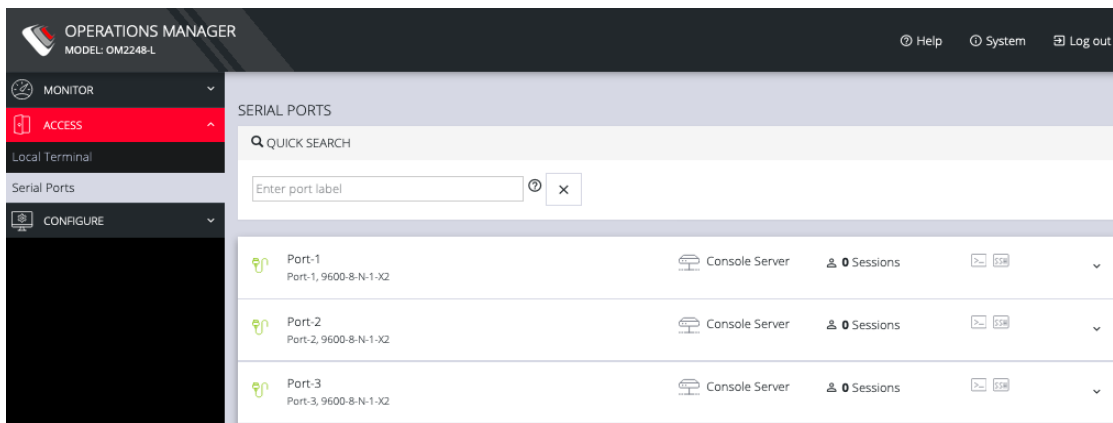 OPERATIONS MANAGER
MODEL: OM2248-L
Help
System
Log out
MONITOR
ACCESS
Local Terminal
Serial Ports
CONFIGURE
SERIAL PORTS
QUICK SEARCH
Enter port label
Port-1
Port-1, 9600-8-N-1-X2
Console Server
0 Sessions
>_ SSH
Port-2
Port-2, 9600-8-N-1-X2
Console Server
0 Sessions
>_ SSH
Port-3
Port-3, 9600-8-N-1-X2
Console Server
0 Sessions
>_ SSH